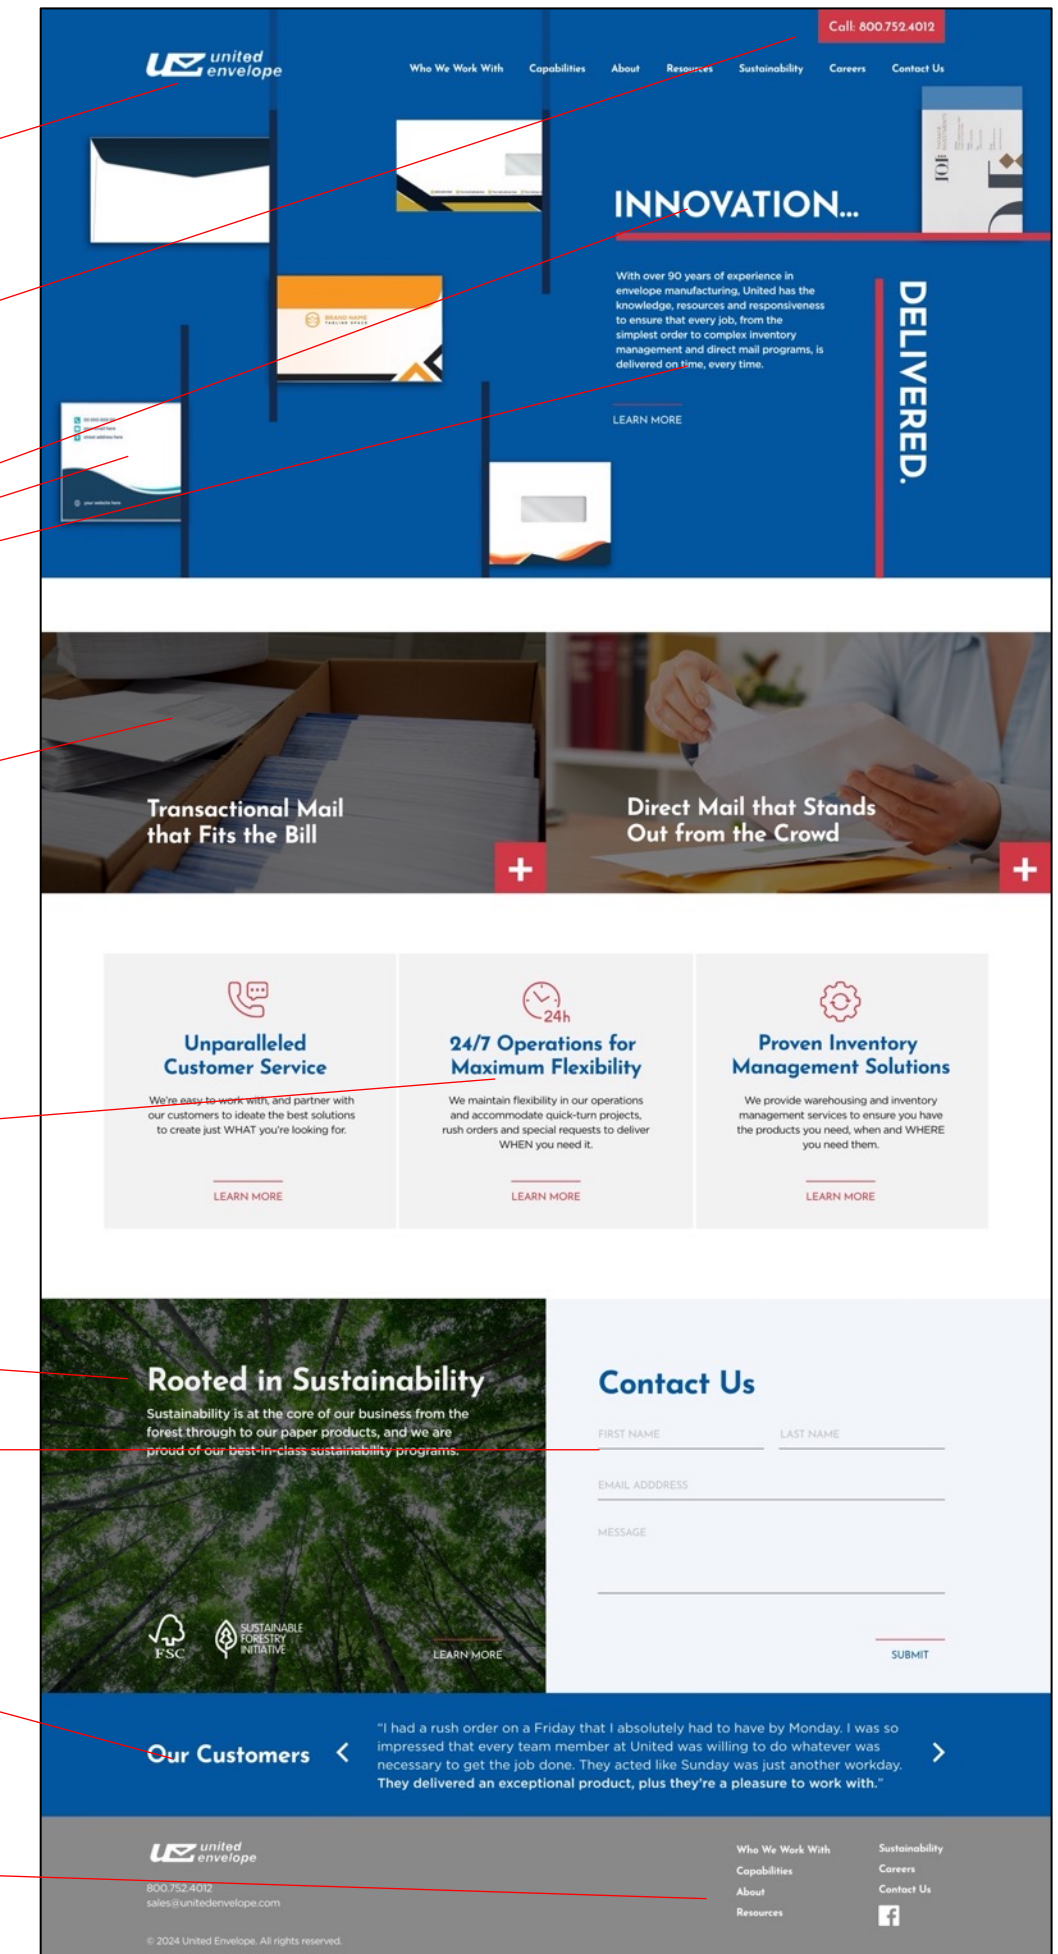 Call: 800.752.4012
united
envelope
Who We Work With Capabilities About Resources Sustainability Careers Contact Us
INNOVATION...
With over 90 years of experience in
envelope manufacturing, United has the
knowledge, resources and responsiveness
to ensure that every job, from the
simplest order to complex inventory
management and direct mail programs, is
delivered on time, every time.
LEARN MORE
DELIVERED.
BRAND NAME
TAGLINE SPACE
street address here
your website here
Transactional Mail
that Fits the Bill
Direct Mail that Stands
Out from the Crowd
24h
Unparalleled
Customer Service
We're easy to work with, and partner with
our customers to ideate the best solutions
to create just WHAT you're looking for.
LEARN MORE
24/7 Operations for
Maximum Flexibility
We maintain flexibility in our operations
and accommodate quick-turn projects,
rush orders and special requests to deliver
WHEN you need it.
LEARN MORE
Proven Inventory
Management Solutions
We provide warehousing and inventory
management services to ensure you have
the products you need, when and WHERE
you need them.
LEARN MORE
Rooted in Sustainability
Sustainability is at the core of our business from the
forest through to our paper products, and we are
proud of our best-in-class sustainability programs.
FSC
SUSTAINABLE
FORESTRY
INITIATIVE
LEARN MORE
Contact Us
FIRST NAME LAST NAME
EMAIL ADDDRESS
MESSAGE
SUBMIT
Our Customers
"I had a rush order on a Friday that I absolutely had to have by Monday. I was so
impressed that every team member at United was willing to do whatever was
necessary to get the job done. They acted like Sunday was just another workday.
They delivered an exceptional product, plus they're a pleasure to work with."
united
envelope
800.752.4012
sales@unitedenvelope.com
© 2024 United Envelope. All rights reserved.
Who We Work With
Capabilities
About
Resources
Sustainability
Careers
Contact Us